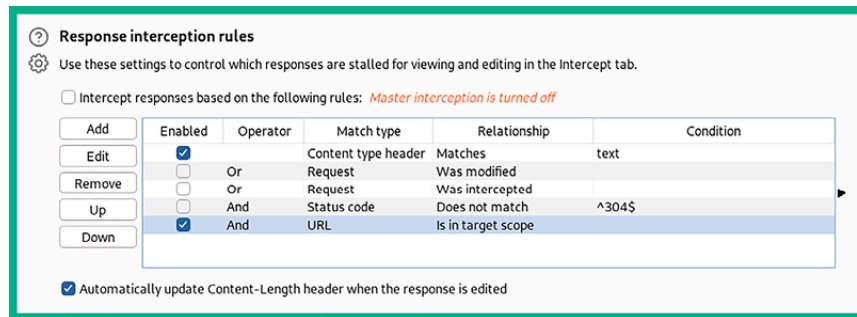 Response interception rules
Use these settings to control which responses are stalled for viewing and editing in the Intercept tab.
Intercept responses based on the following rules: Master interception is turned off
Add
Edit
Remove
Up
Down
Enabled Operator Match type Relationship Condition
Content type header Matches text
Or Request Was modified
Or Request Was intercepted
And Status code Does not match ^304$
And URL Is in target scope
Automatically update Content-Length header when the response is edited